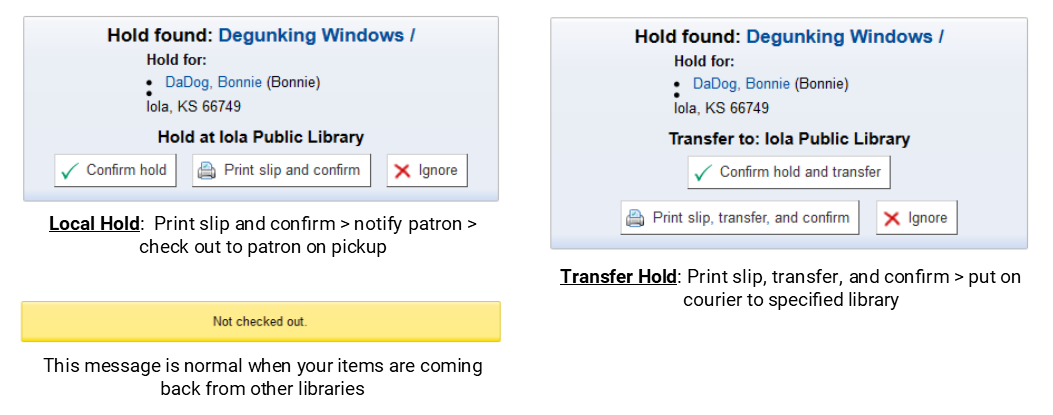 Hold found: Degunking Windows /
Hold for:
• DaDog, Bonnie (Bonnie)
•
Iola, KS 66749
Hold at Iola Public Library
Confirm hold
Print slip and confirm
Ignore
Local Hold:  Print slip and confirm > notify patron >
check out to patron on pickup
Not checked out.
This message is normal when your items are coming
back from other libraries
Hold found: Degunking Windows /
Hold for:
• DaDog, Bonnie (Bonnie)
•
Iola, KS 66749
Transfer to: Iola Public Library
Confirm hold and transfer
Print slip, transfer, and confirm
Ignore
Transfer Hold: Print slip, transfer, and confirm > put on
courier to specified library